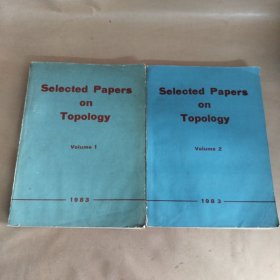 Selected Papers
on
Topology
Volume 1
1983
Selected Papers
on
Topology
Volume 2
1983